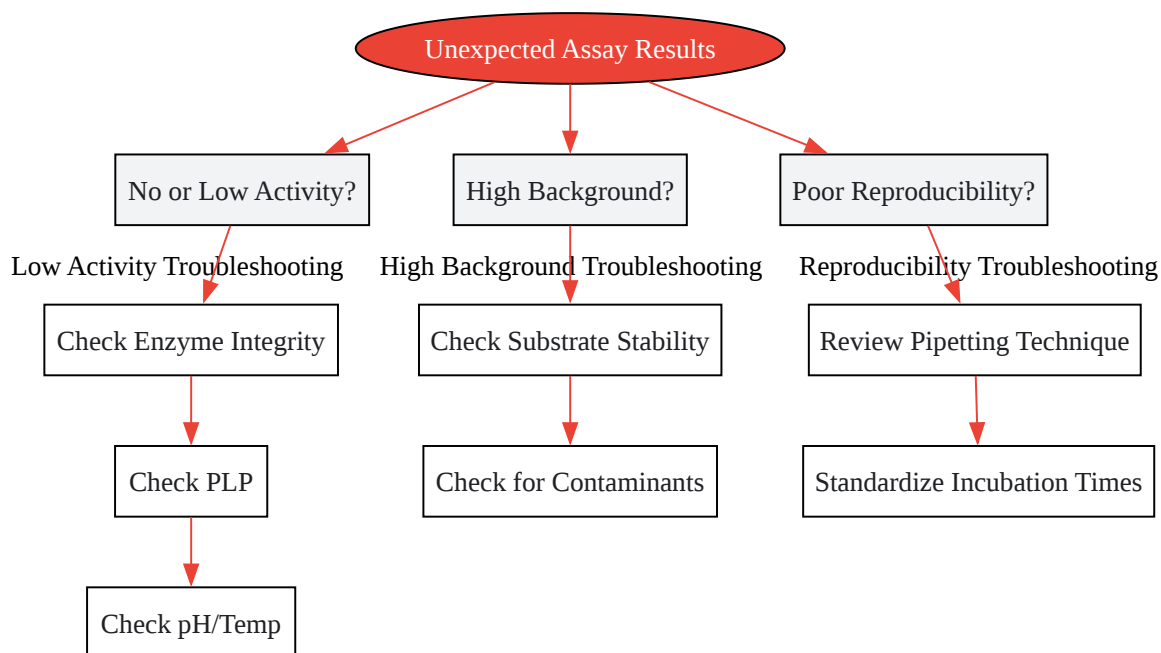 Unexpected Assay Results
No or Low Activity?
High Background?
Poor Reproducibility?
Low Activity Troubleshooting
High Background Troubleshooting
Reproducibility Troubleshooting
Check Enzyme Integrity
Check Substrate Stability
Review Pipetting Technique
Check PLP
Check for Contaminants
Standardize Incubation Times
Check pH/Temp